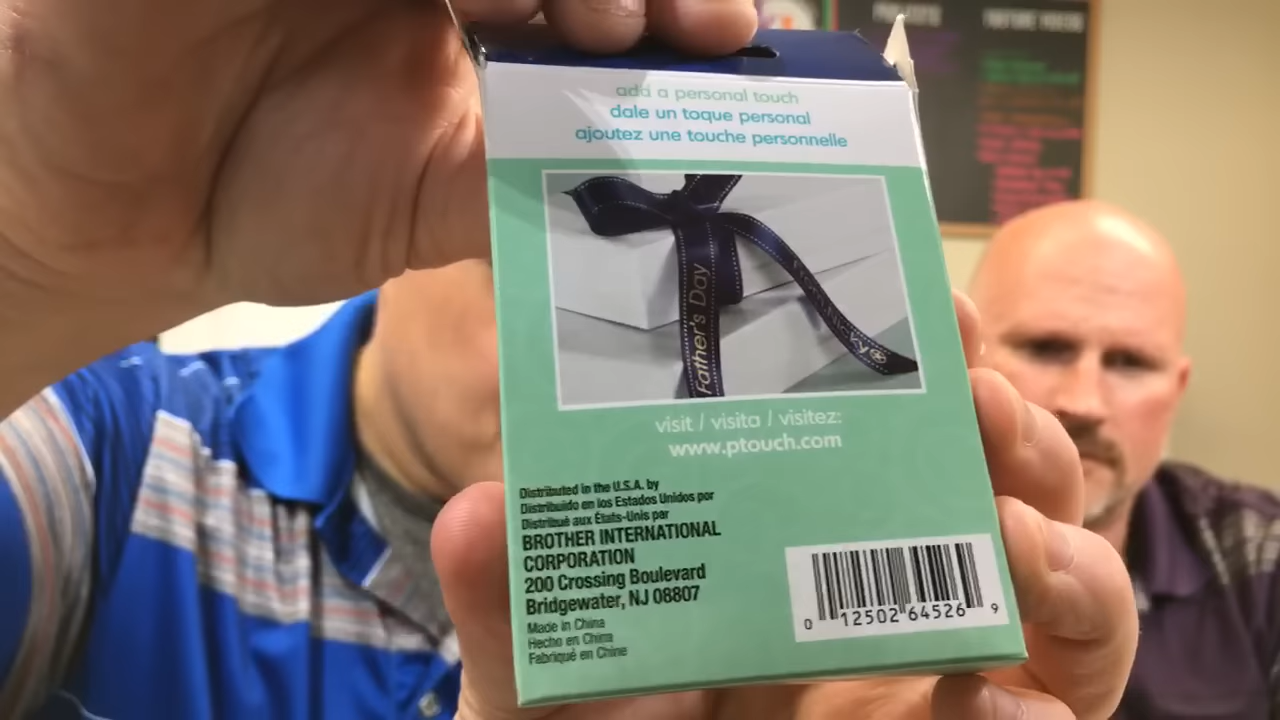 add a personal touch
dale un toque personal
ajoutez une touche personnelle
Father's Day
From Nicky
visit / visita / visitez:
www.ptouch.com
Distributed in the U.S.A. by
Distribuido en los Estados Unidos por
Distribué aux États-Unis par
BROTHER INTERNATIONAL
CORPORATION
200 Crossing Boulevard
Bridgewater, NJ 08807
Made in China
Hecho en China
Fabriqué en Chine
0 12502 64526 9